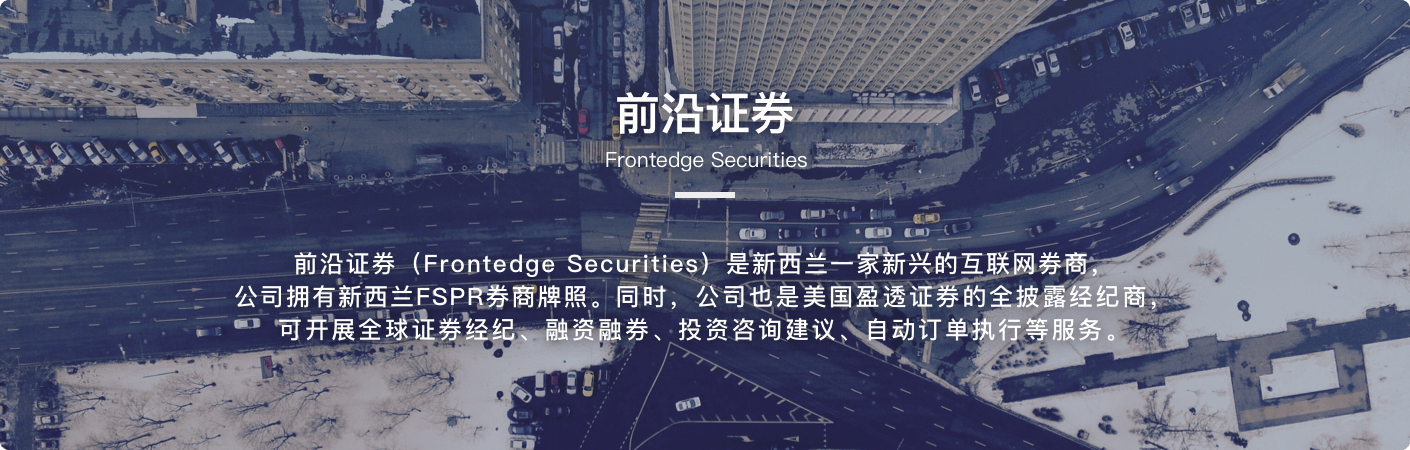 前沿证券
Frontedge Securities
前沿证券（Frontedge Securities）是新西兰一家新兴的互联网券商，
公司拥有新西兰FSPR券商牌照。同时，公司也是美国盈透证券的全披露经纪商，
可开展全球证券经纪、融资融券、投资咨询建议、自动订单执行等服务。